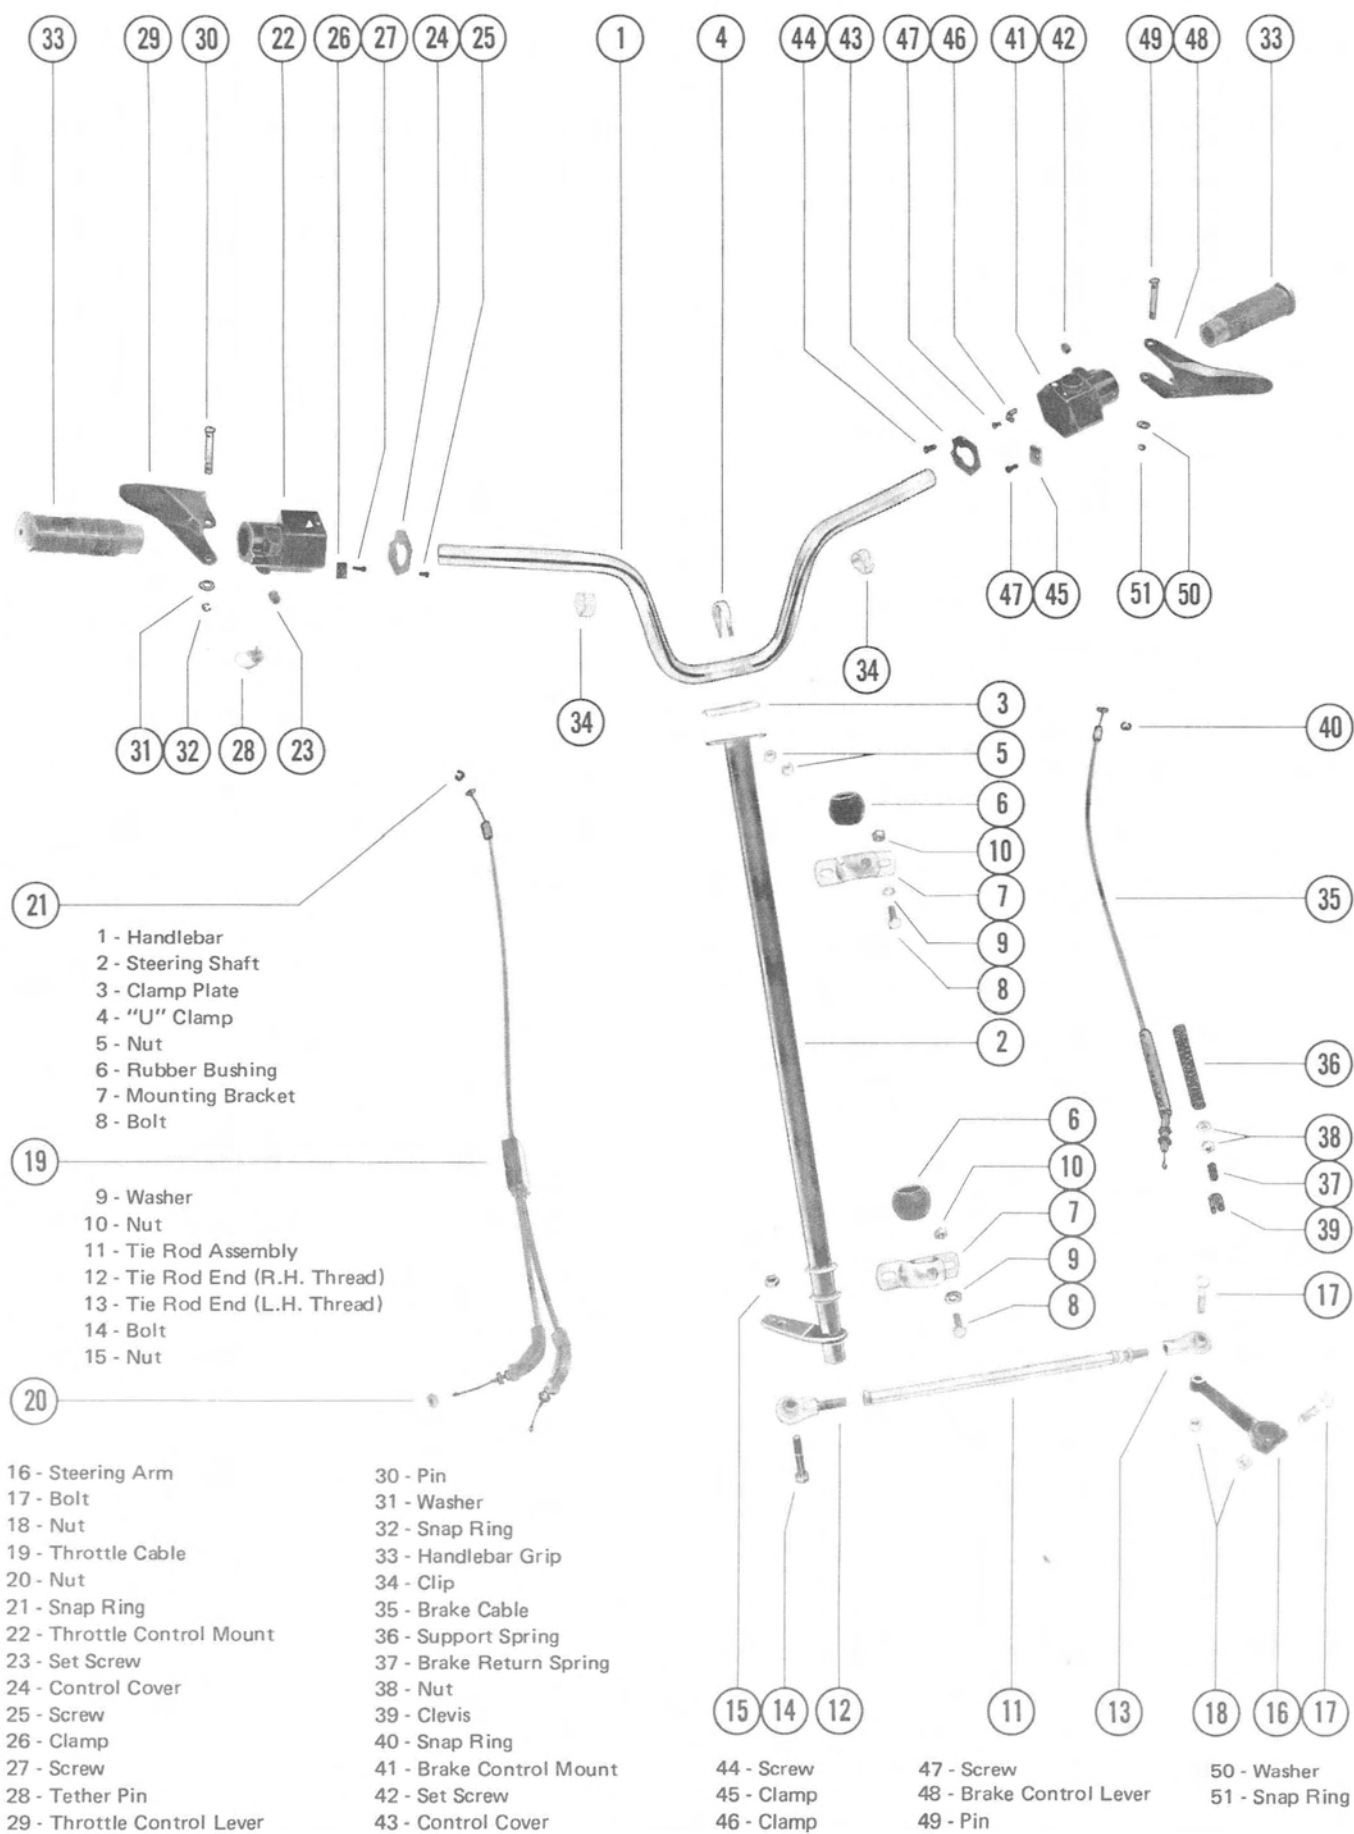 33 29 30 22 26 27 24 25 1 4 44 43 47 46 41 42 49 48 33
34
34
47 45 51 50
31 32 28 23
3
5
40
6
10
7
9
8
35
21
1 - Handlebar
2 - Steering Shaft
3 - Clamp Plate
4 - "U" Clamp
5 - Nut
6 - Rubber Bushing
7 - Mounting Bracket
8 - Bolt
2
36
19
6
10
7
9
8
38
37
39
17
9 - Washer
10 - Nut
11 - Tie Rod Assembly
12 - Tie Rod End (R.H. Thread)
13 - Tie Rod End (L.H. Thread)
14 - Bolt
15 - Nut
20
16 - Steering Arm
17 - Bolt
18 - Nut
19 - Throttle Cable
20 - Nut
21 - Snap Ring
22 - Throttle Control Mount
23 - Set Screw
24 - Control Cover
25 - Screw
26 - Clamp
27 - Screw
28 - Tether Pin
29 - Throttle Control Lever
30 - Pin
31 - Washer
32 - Snap Ring
33 - Handlebar Grip
34 - Clip
35 - Brake Cable
36 - Support Spring
37 - Brake Return Spring
38 - Nut
39 - Clevis
40 - Snap Ring
41 - Brake Control Mount
42 - Set Screw
43 - Control Cover
15 14 12 11 13 18 16 17
44 - Screw
45 - Clamp
46 - Clamp
47 - Screw
48 - Brake Control Lever
49 - Pin
50 - Washer
51 - Snap Ring